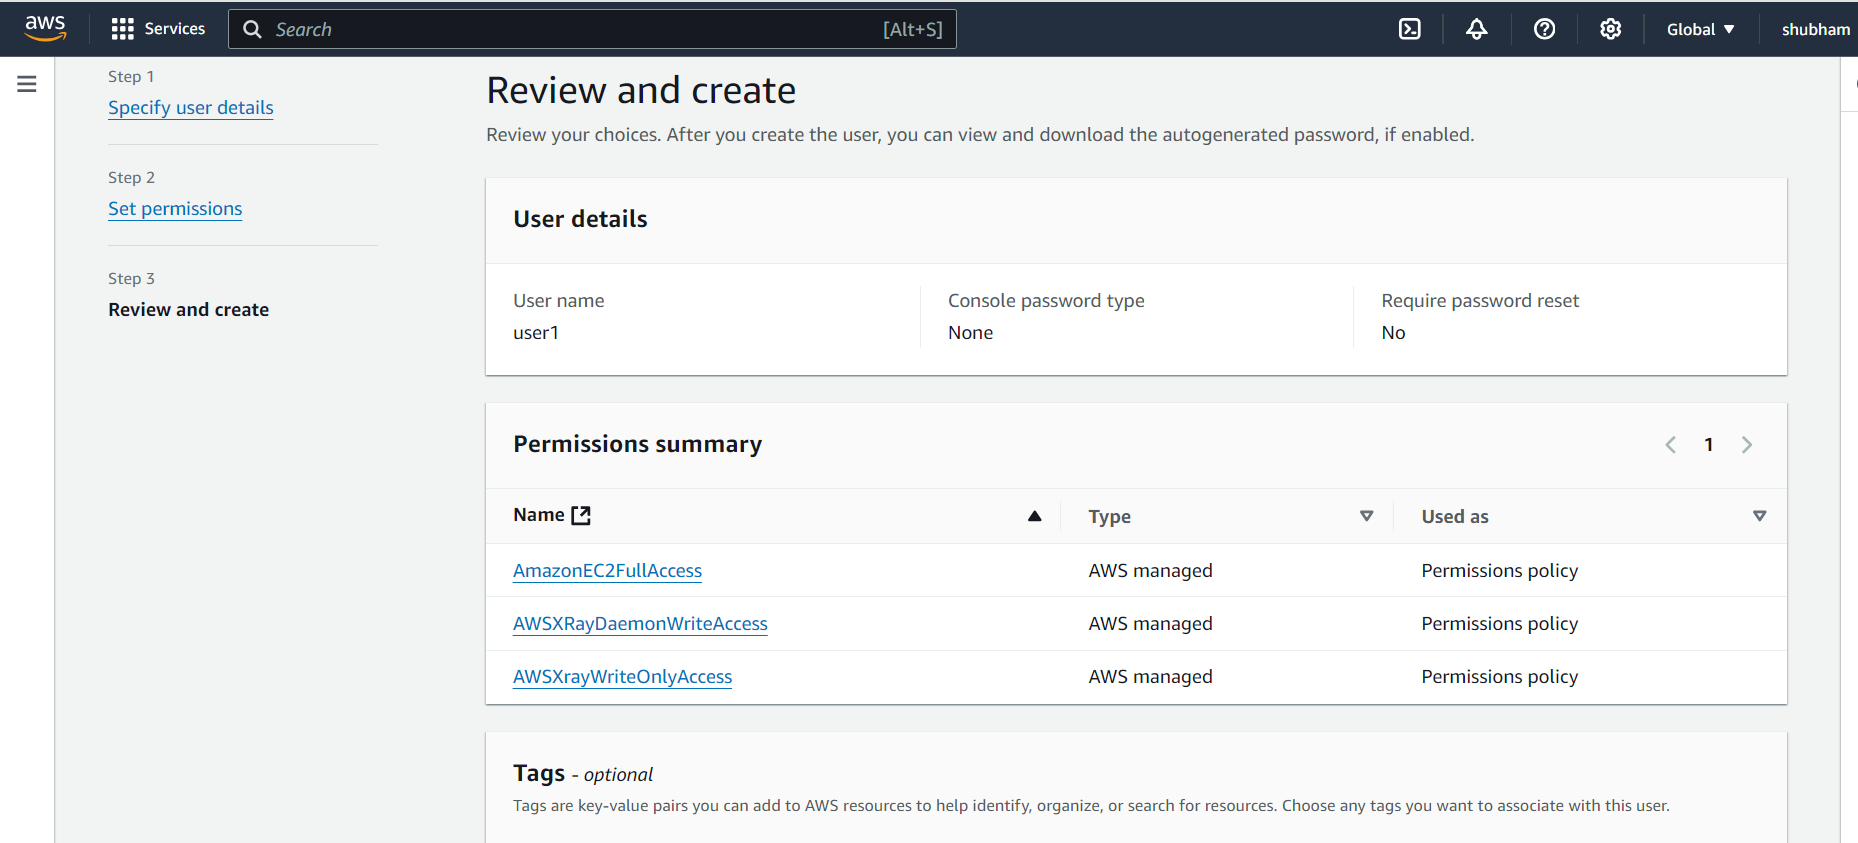 aws Services Search [Alt+S] Global shubham
Step 1
Specify user details
Step 2
Set permissions
Step 3
Review and create
Review and create
Review your choices. After you create the user, you can view and download the autogenerated password, if enabled.
User details
User name Console password type Require password reset
user1 None No
Permissions summary 1
Name Type Used as
AmazonEC2FullAccess AWS managed Permissions policy
AWSXRayDaemonWriteAccess AWS managed Permissions policy
AWSXrayWriteOnlyAccess AWS managed Permissions policy
Tags - optional
Tags are key-value pairs you can add to AWS resources to help identify, organize, or search for resources. Choose any tags you want to associate with this user.